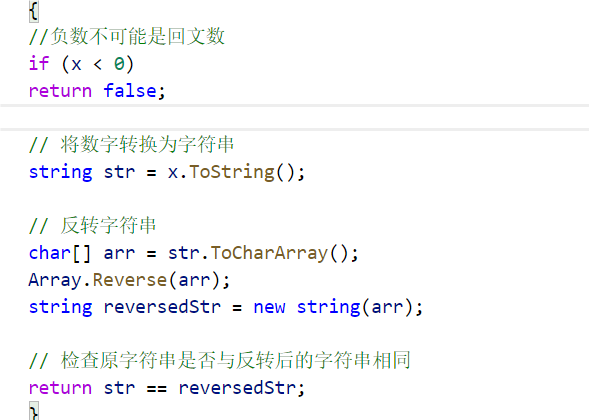 {
//负数不可能是回文数
if (x < 0)
return false;
// 将数字转换为字符串
string str = x.ToString();
// 反转字符串
char[] arr = str.ToCharArray();
Array.Reverse(arr);
string reversedStr = new string(arr);
// 检查原字符串是否与反转后的字符串相同
return str == reversedStr;
}